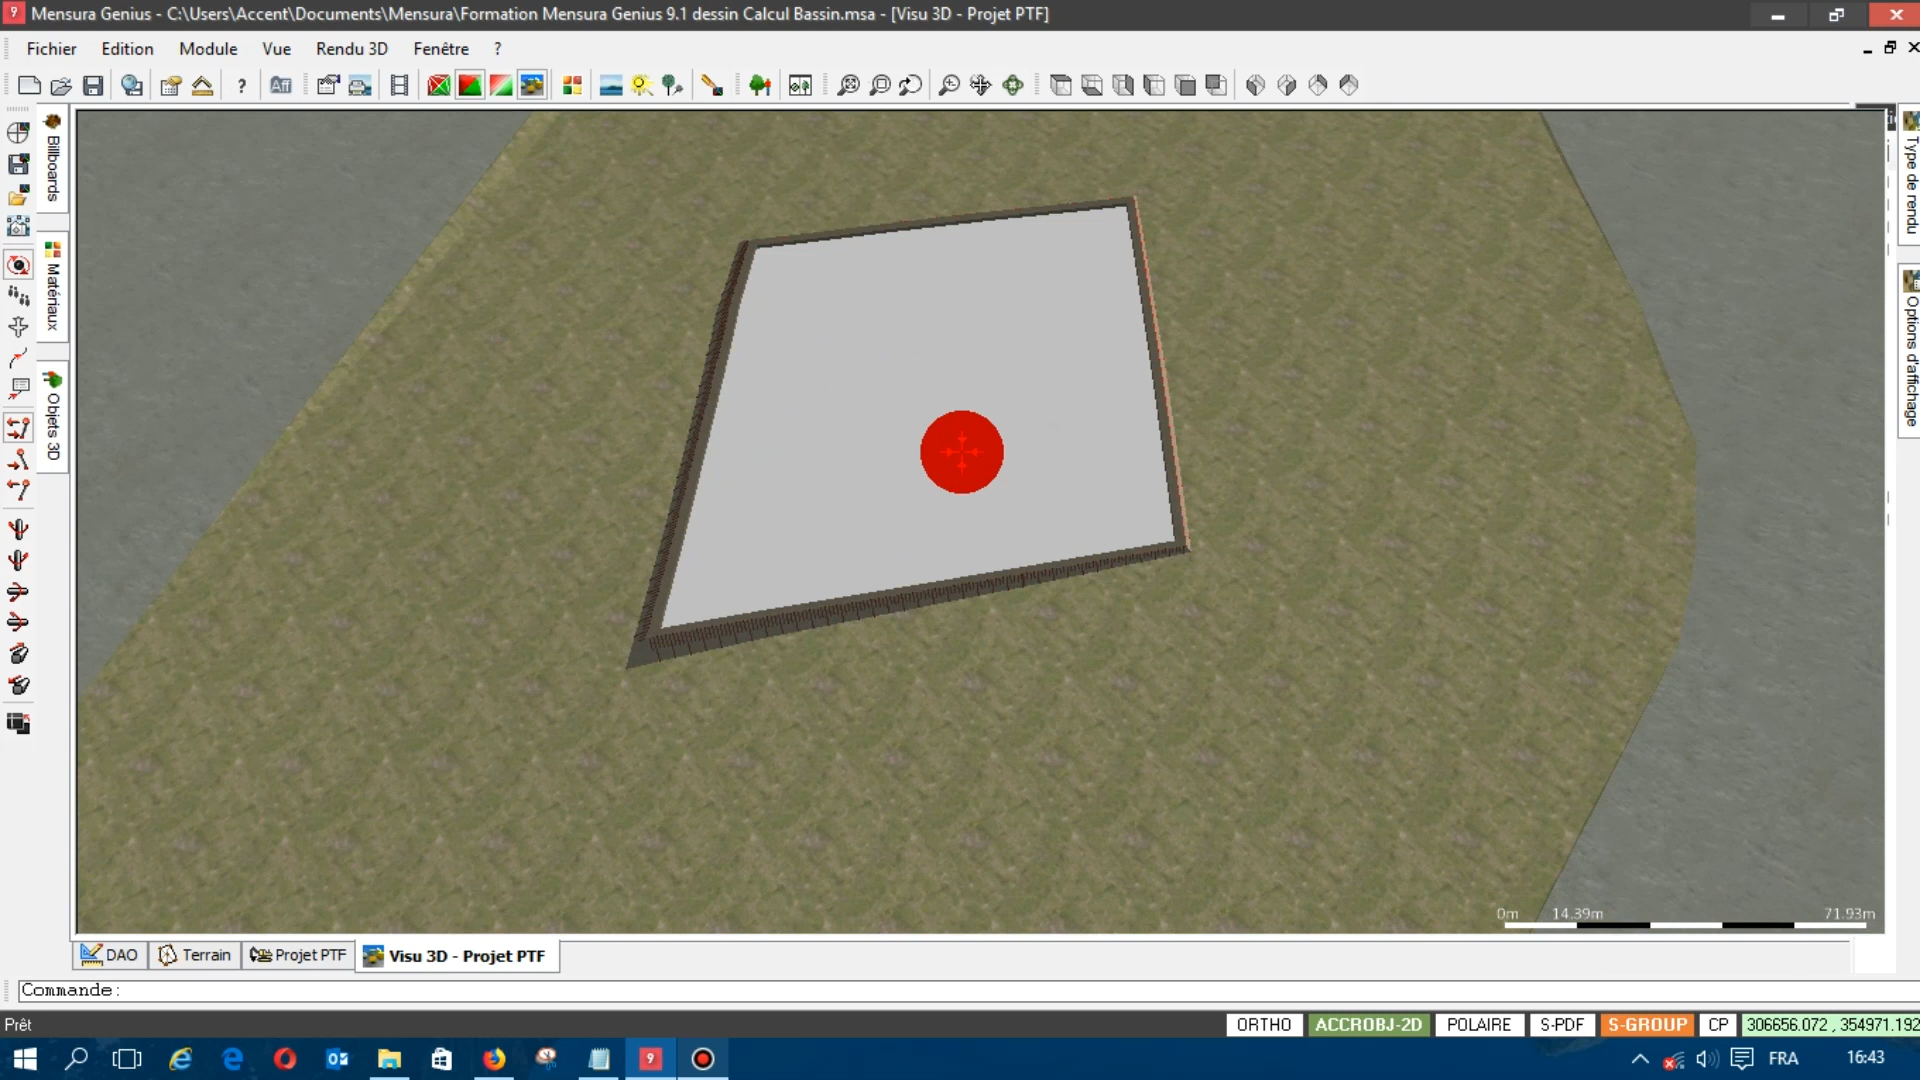 9 Mensura Genius - C:\Users\Accent\Documents\Mensura\Formation Mensura Genius 9.1 dessin Calcul Bassin.msa - [Visu 3D - Projet PTF]
Fichier Edition Module Vue Rendu 3D Fenêtre ?
? Aff
Billboards
Matériaux
Objets 3D
Type de rendu
Options d'affichage
0m 14.39m 71.93m
DAO Terrain Projet PTF Visu 3D - Projet PTF
Commande:
Prêt ORTHO ACCROBJ-2D POLAIRE S-PDF S-GROUP CP 306656.072 , 354971.192
9 FRA 16:43